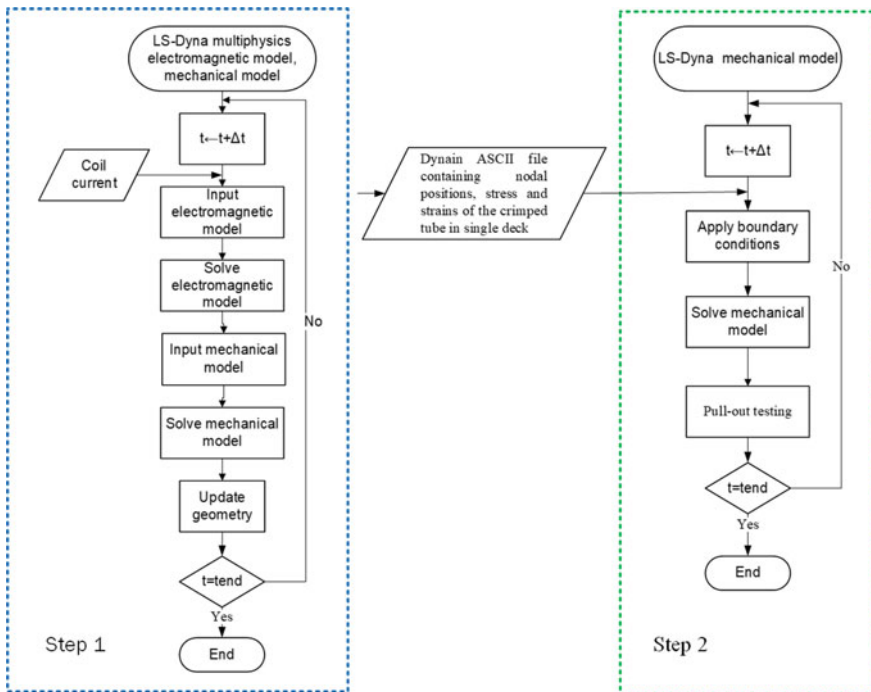 LS-Dyna multiphysics
electromagnetic model,
mechanical model
t←t+Δt
Coil
current
Input
electromagnetic
model
Solve
electromagnetic
model
Input mechanical
model
Solve mechanical
model
Update
geometry
t=tend
Yes
End
No
Step 1
Dynain ASCII file
containing nodal
positions, stress and
strains of the crimped
tube in single deck
LS-Dyna mechanical model
t←t+Δt
Apply boundary
conditions
Solve mechanical
model
Pull-out testing
t=tend
Yes
End
No
Step 2